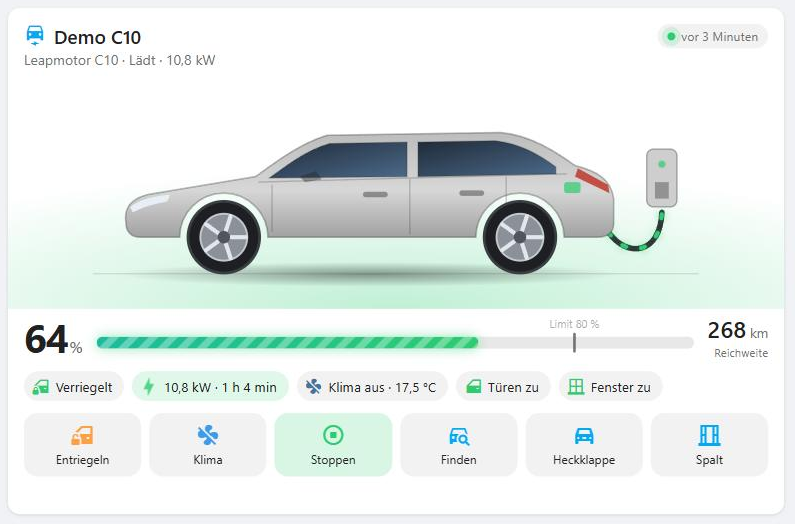 Demo C10
vor 3 Minuten
Leapmotor C10 · Lädt · 10,8 kW
64%
Limit 80 %
268 km
Reichweite
Verriegelt
10,8 kW · 1 h 4 min
Klima aus · 17,5 °C
Türen zu
Fenster zu
Entriegeln
Klima
Stoppen
Finden
Heckklappe
Spalt